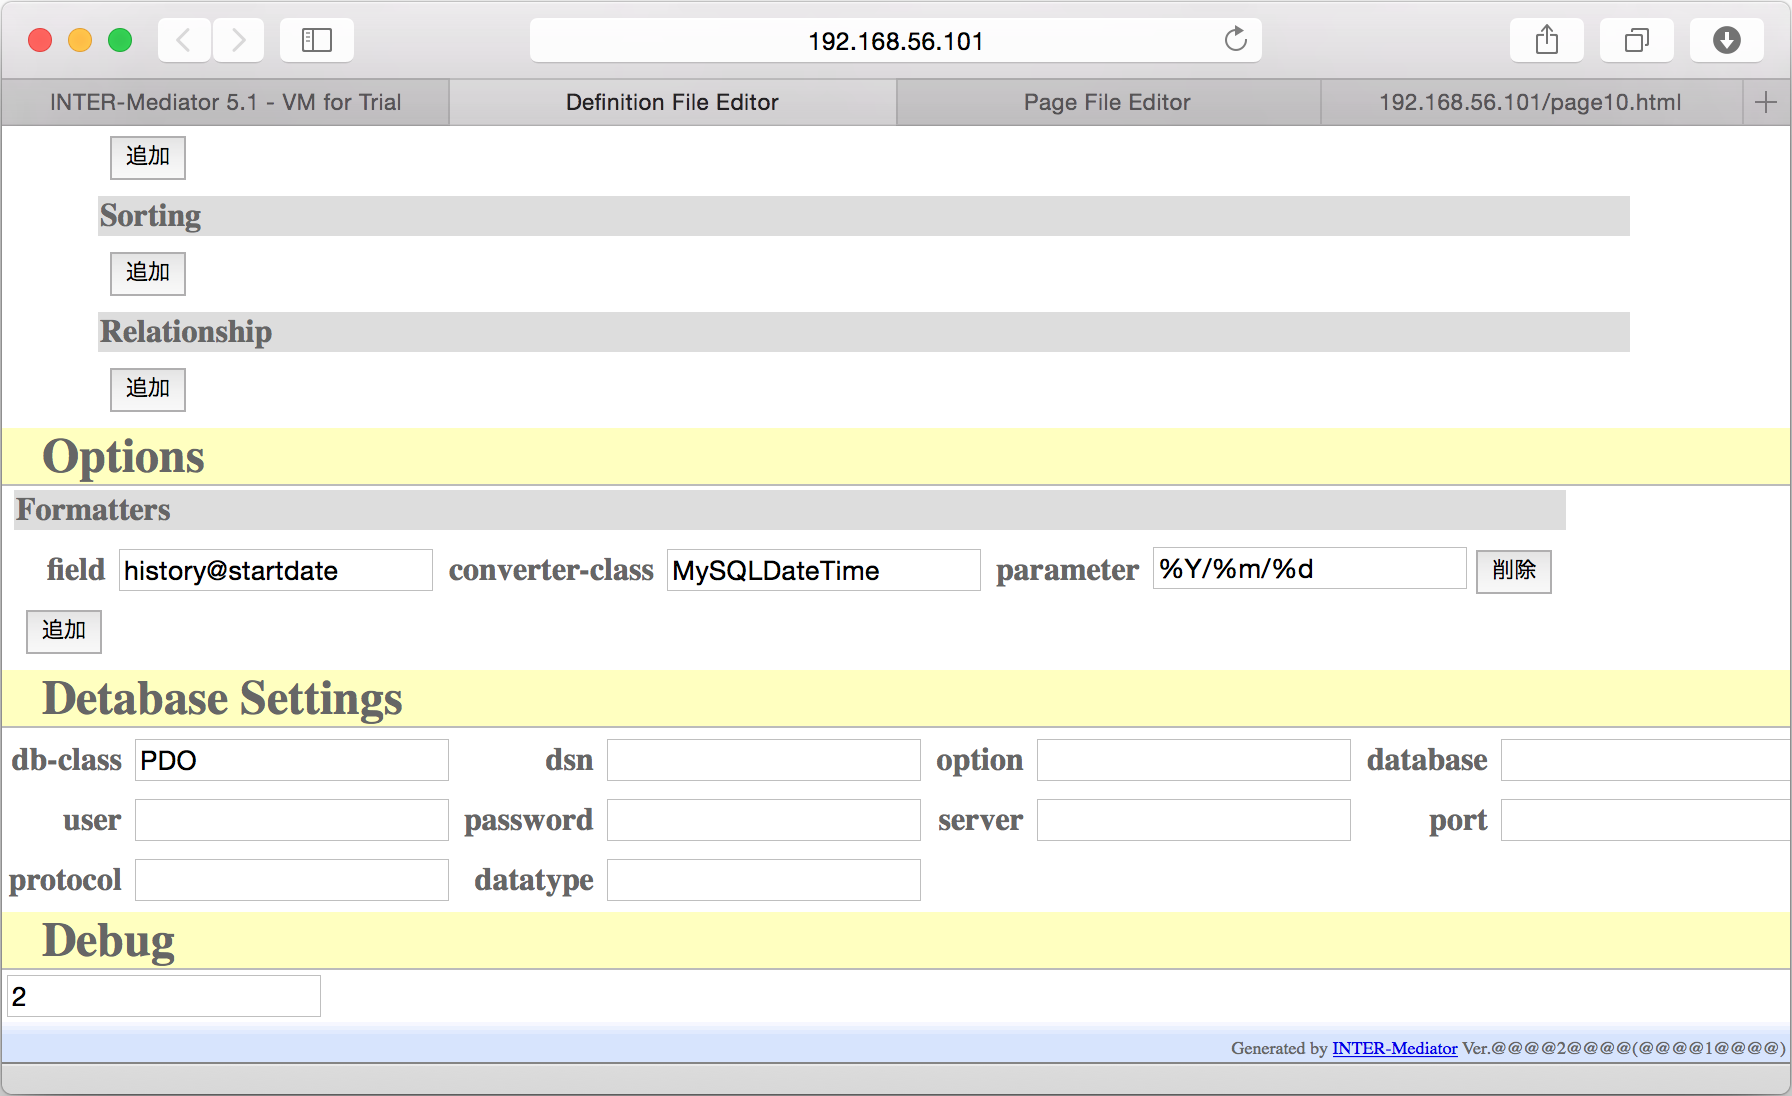 192.168.56.101
INTER-Mediator 5.1 - VM for Trial
Definition File Editor
Page File Editor
192.168.56.101/page10.html
追加
Sorting
追加
Relationship
追加
Options
Formatters
field history@startdate converter-class MySQLDateTime parameter %Y/%m/%d 削除
追加
Detabase Settings
db-class PDO dsn option database
user password server port
protocol datatype
Debug
2
Generated by INTER-Mediator Ver.@@@@2@@@@(@@@@1@@@@)